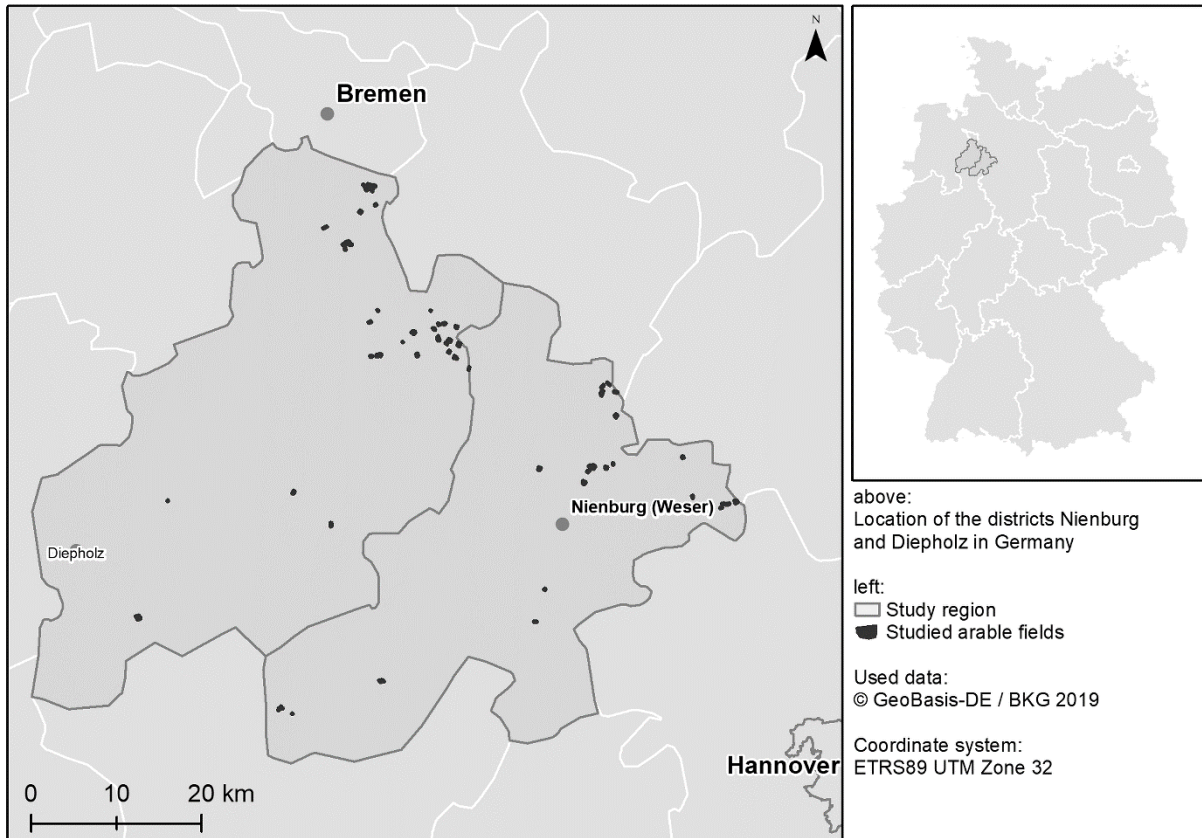 N
Bremen
Nienburg (Weser)
Diepholz
Hannover
0 10 20 km
above:
Location of the districts Nienburg
and Diepholz in Germany
left:
Study region
Studied arable fields
Used data:
© GeoBasis-DE / BKG 2019
Coordinate system:
ETRS89 UTM Zone 32